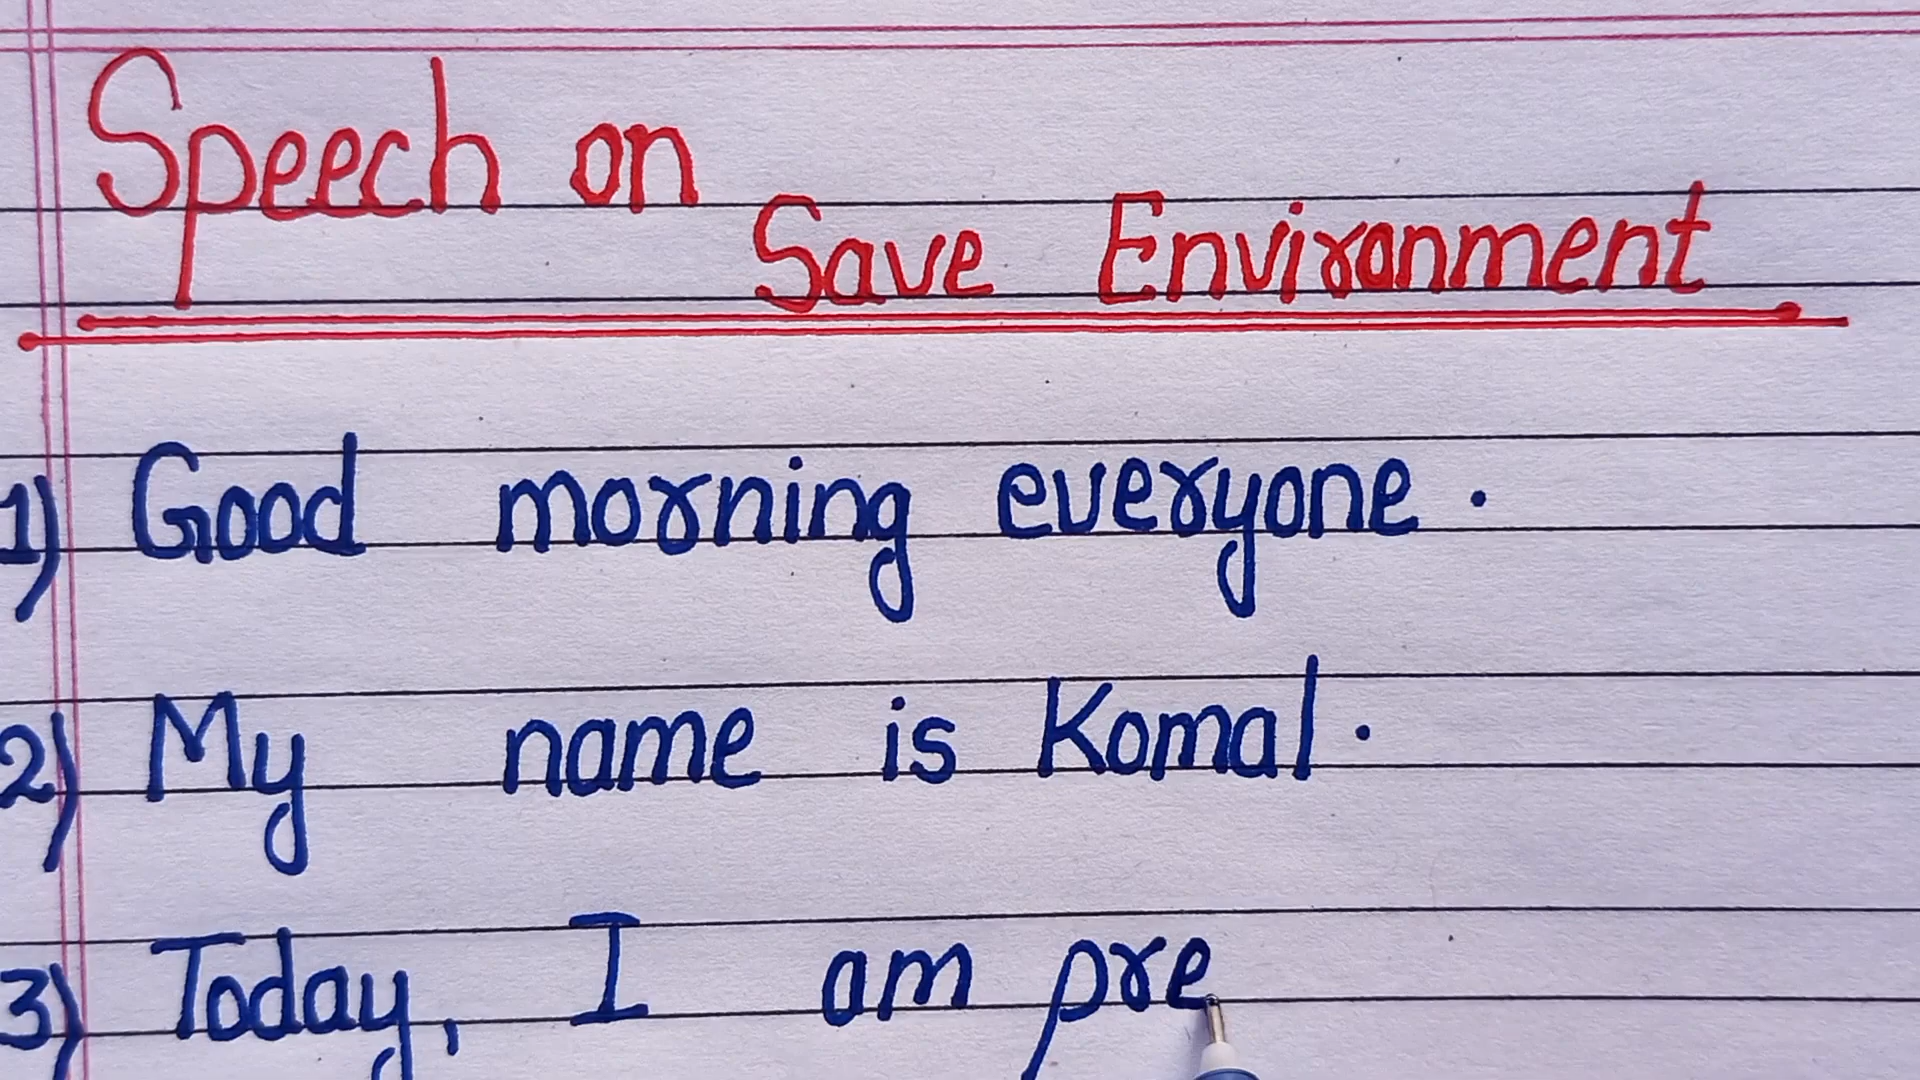 Speech on
Save Environment
1) Good morning everyone.
2) My name is Komal.
3) Today, I am pre